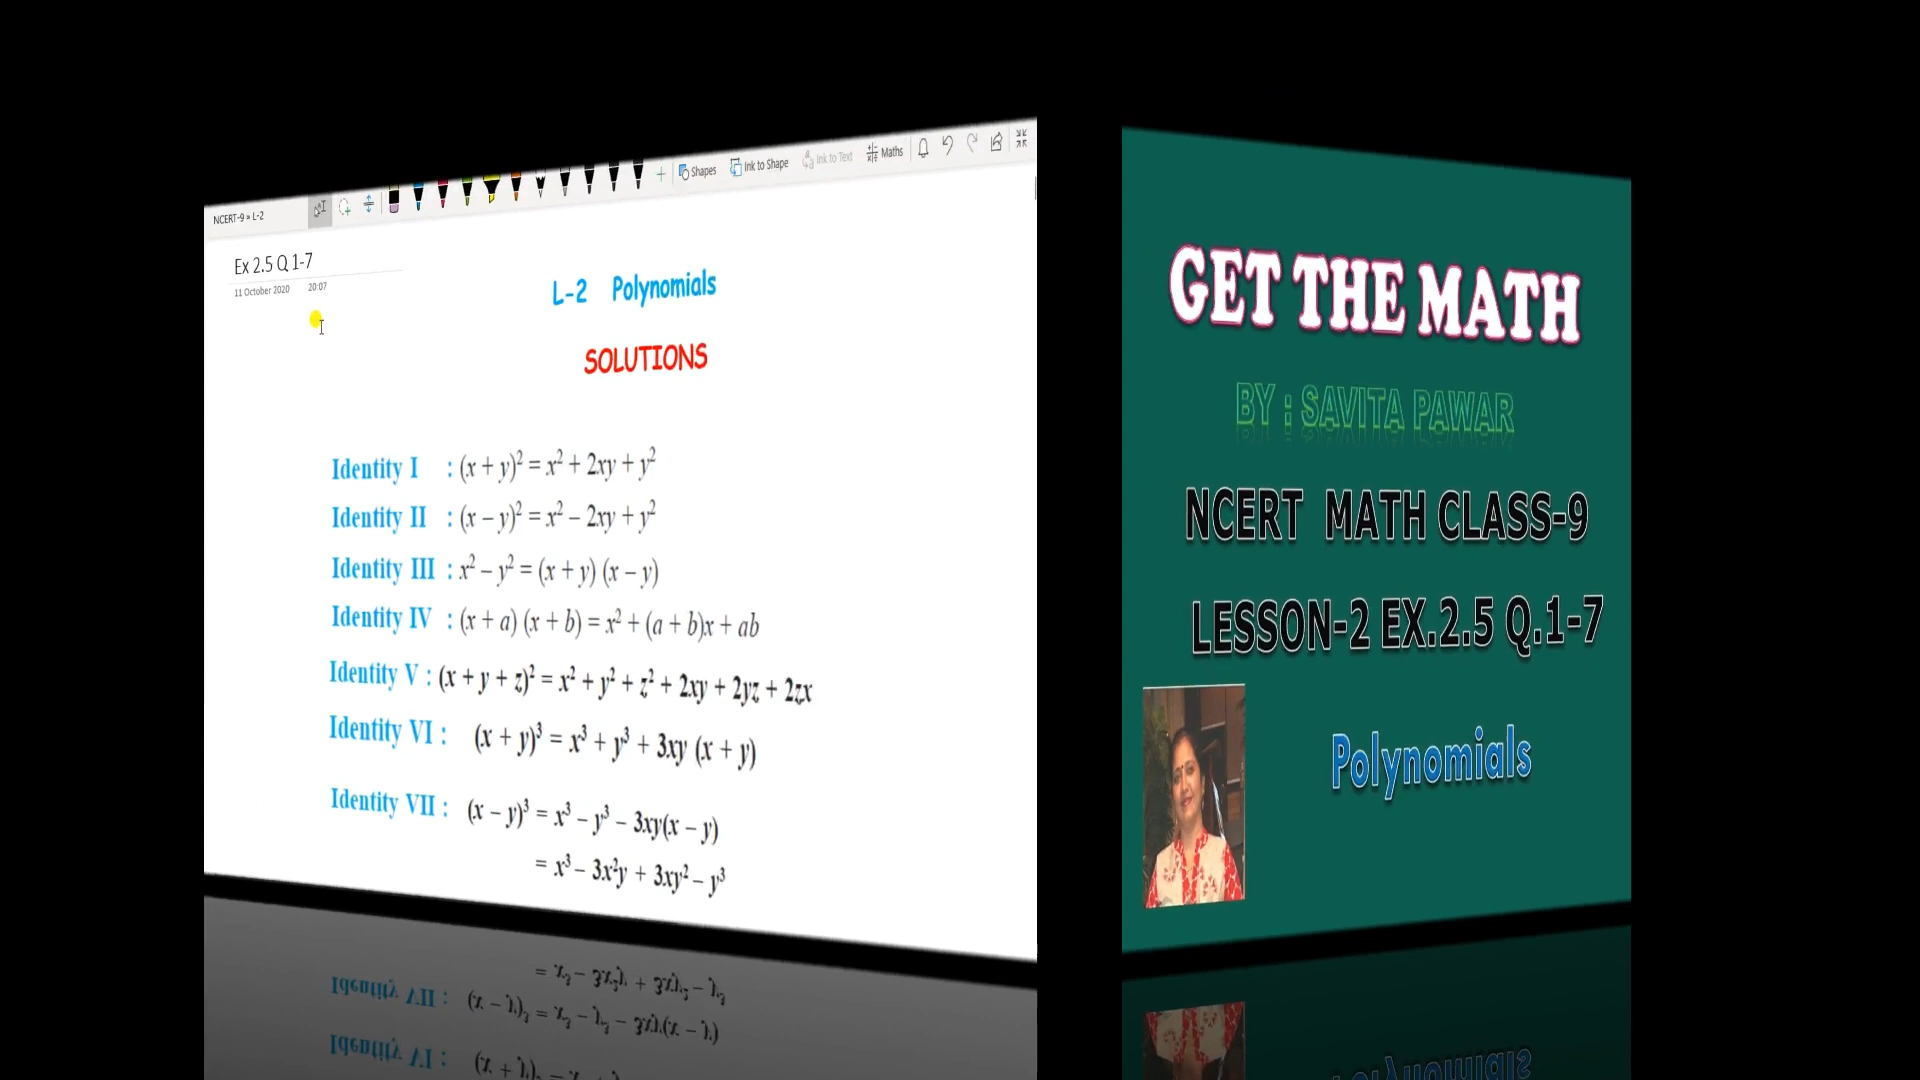 NCERT-9 » L-2
Shapes
Ink to Shape
Ink to Text
Maths
Ex 2.5 Q 1-7
11 October 2020 20:07
L-2 Polynomials
SOLUTIONS
Identity I : (x + y)² = x² + 2xy + y²
Identity II : (x − y)² = x² − 2xy + y²
Identity III : x² − y² = (x + y) (x − y)
Identity IV : (x + a) (x + b) = x² + (a + b)x + ab
Identity V : (x + y + z)² = x² + y² + z² + 2xy + 2yz + 2zx
Identity VI : (x + y)³ = x³ + y³ + 3xy (x + y)
Identity VII : (x − y)³ = x³ − y³ − 3xy(x − y)
= x³ − 3x²y + 3xy² − y³
GET THE MATH
BY : SAVITA PAWAR
NCERT MATH CLASS-9
LESSON-2 EX.2.5 Q.1-7
Polynomials